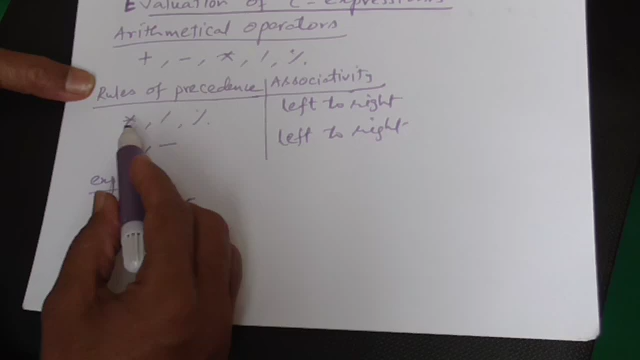 Evaluation of C-expressions
Arithmetical operators
+, -, *, /, %.
Rules of precedence Associativity
*, /, %. left to right
, - left to right